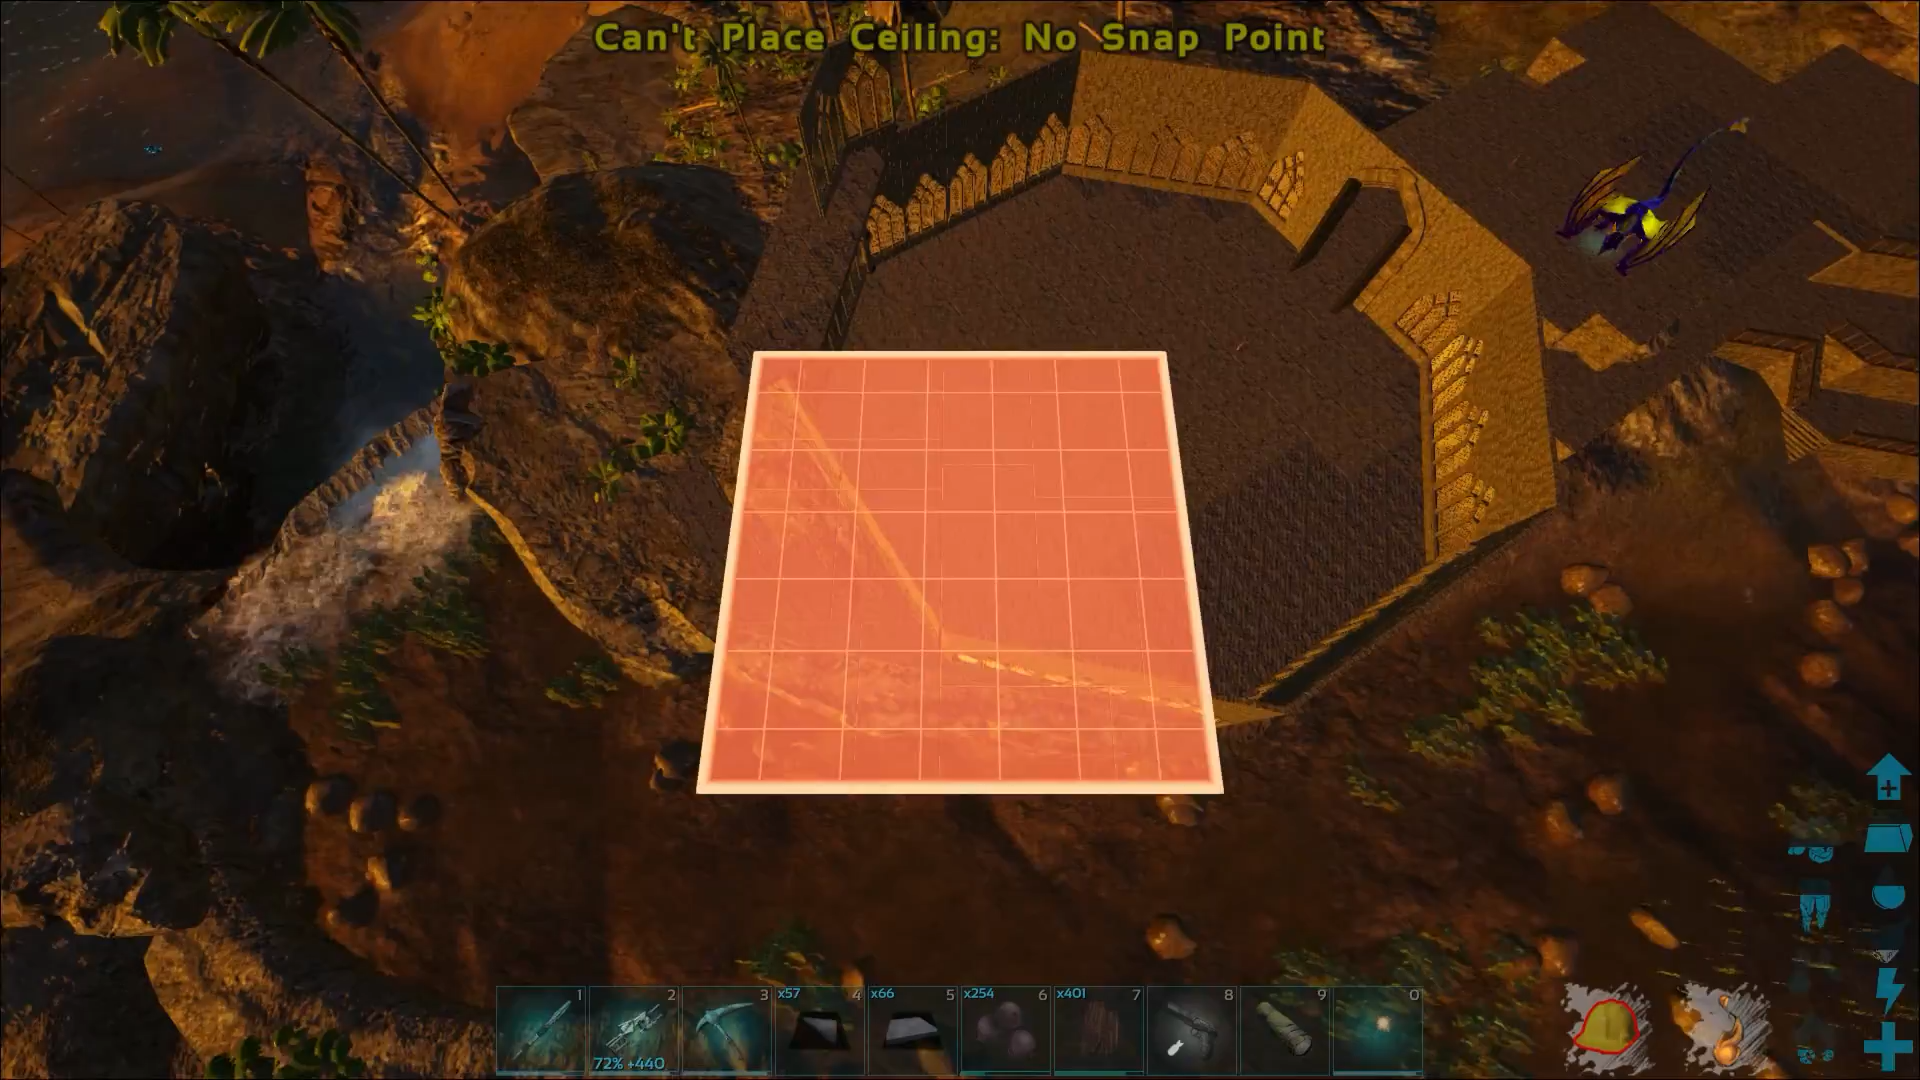 Can't Place Ceiling: No Snap Point
1
2
72% +440
3
x57 4
x66 5
x254 6
x401 7
8
9
0